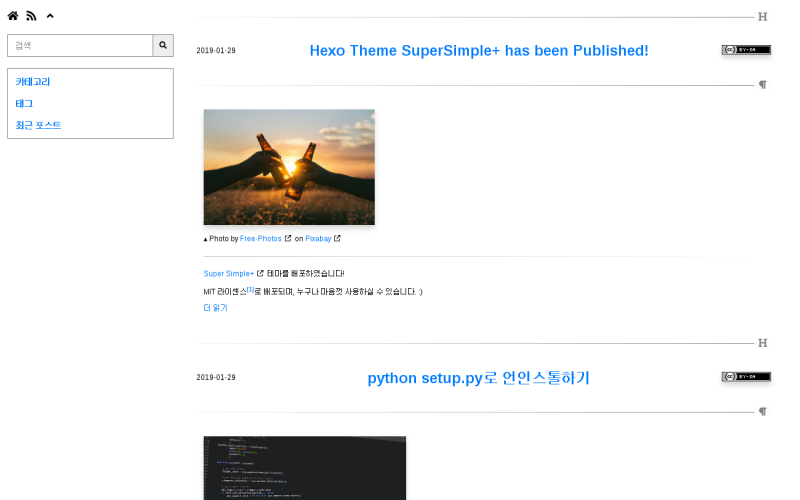 검색
카테고리
태그
최근 포스트
H
2019-01-29
Hexo Theme SuperSimple+ has been Published!
CC BY-SA
¶
▴ Photo by Free-Photos on Pixabay
Super Simple+ 테마를 배포하였습니다!
MIT 라이센스[1]로 배포되며, 누구나 마음껏 사용하실 수 있습니다. :)
더 읽기
H
2019-01-29
python setup.py로 언인스톨하기
CC BY-SA
¶